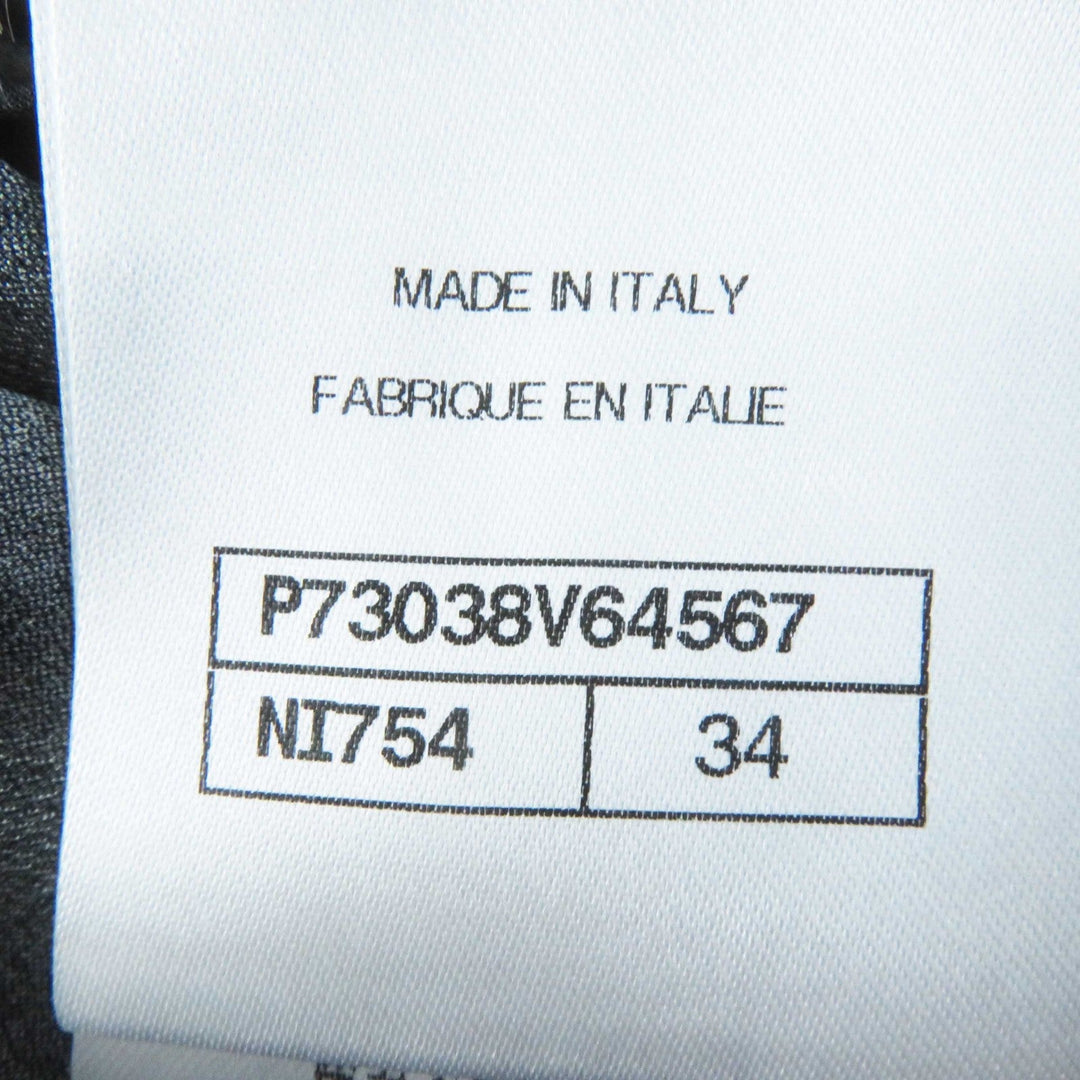 MADE IN ITALY
FABRIQUE EN ITALIE
P73038V64567
NI754 34